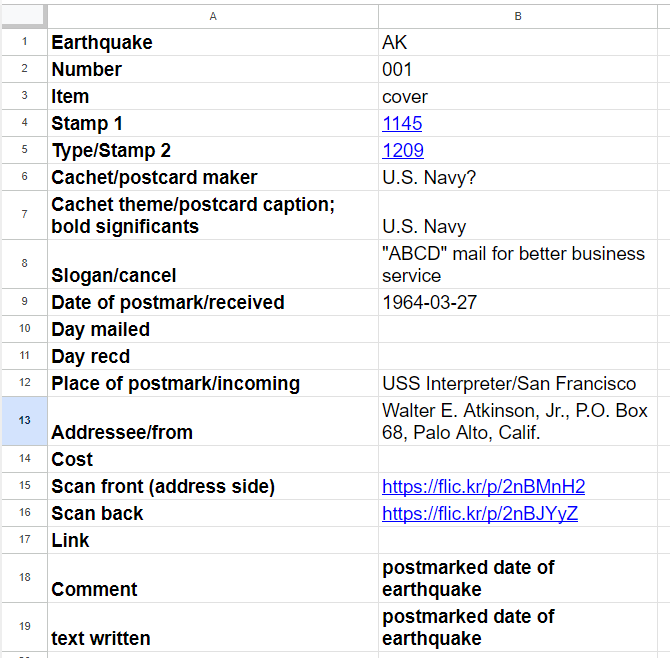 A B
1 Earthquake AK
2 Number 001
3 Item cover
4 Stamp 1 1145
5 Type/Stamp 2 1209
6 Cachet/postcard maker U.S. Navy?
7 Cachet theme/postcard caption;
bold significants U.S. Navy
8 "ABCD" mail for better business
Slogan/cancel service
9 Date of postmark/received 1964-03-27
10 Day mailed
11 Day recd
12 Place of postmark/incoming USS Interpreter/San Francisco
13 Walter E. Atkinson, Jr., P.O. Box
Addressee/from 68, Palo Alto, Calif.
14 Cost
15 Scan front (address side) https://flic.kr/p/2nBMnH2
16 Scan back https://flic.kr/p/2nBJYyZ
17 Link
18 postmarked date of
Comment earthquake
19 postmarked date of
text written earthquake